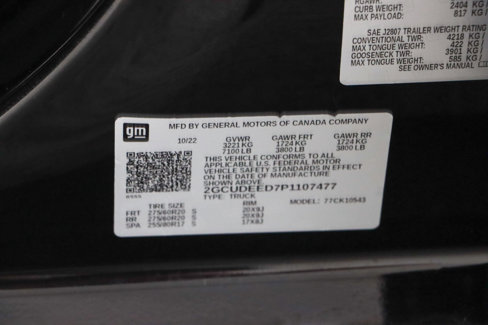 RGAWR:
CURB WEIGHT: 2404 KG /
MAX PAYLOAD: 817 KG /
SAE J2807 TRAILER WEIGHT RATING
CONVENTIONAL TWR: 4218 KG /
MAX TONGUE WEIGHT: 422 KG /
GOOSENECK TWR: 3901 KG /
MAX TONGUE WEIGHT: 585 KG /
SEE OWNER'S MANUAL
gm
MFD BY GENERAL MOTORS OF CANADA COMPANY
10/22 GVWR GAWR FRT GAWR RR
3221 KG 1724 KG 1724 KG
7100 LB 3800 LB 3800 LB
THIS VEHICLE CONFORMS TO ALL
APPLICABLE U.S. FEDERAL MOTOR
VEHICLE SAFETY STANDARDS IN EFFECT
ON THE DATE OF MANUFACTURE
SHOWN ABOVE.
2GCUDEED7P1107477
TYPE: TRUCK MODEL: 77CK10543
TIRE SIZE RIM
FRT 275/60R20 S 20X9J
RR 275/60R20 S 20X9J
SPA 255/80R17 S 17X8J